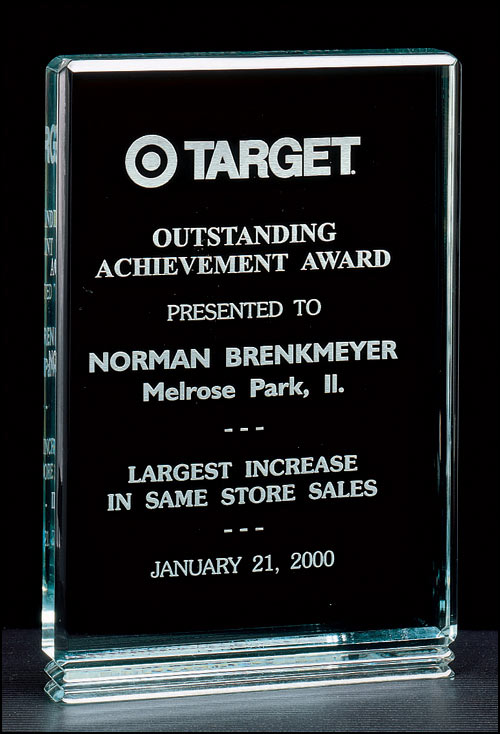 TARGET.
OUTSTANDING
ACHIEVEMENT AWARD
PRESENTED TO
NORMAN BRENKMEYER
Melrose Park, Il.
- - -
LARGEST INCREASE
IN SAME STORE SALES
- - -
JANUARY 21, 2000